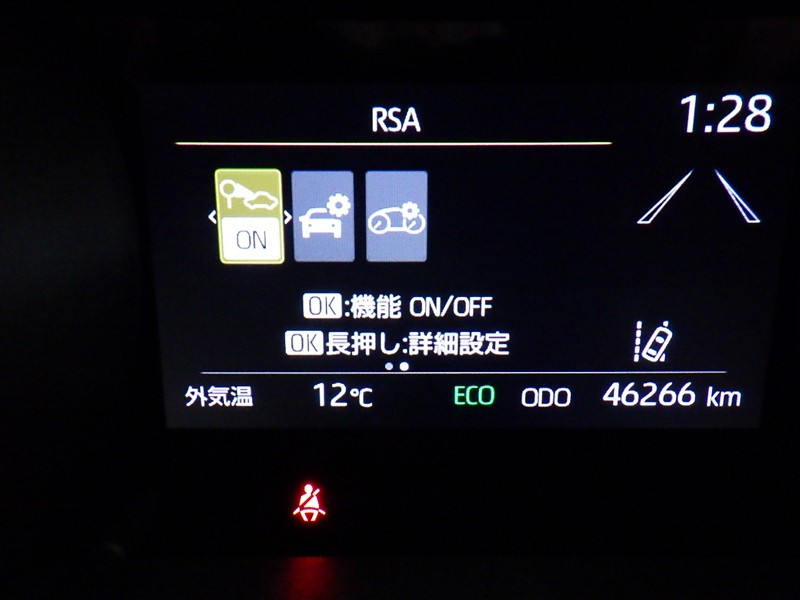 RSA
1:28
ON
OK:機能 ON/OFF
OK長押し:詳細設定
外気温 12℃ ECO ODO 46266 km